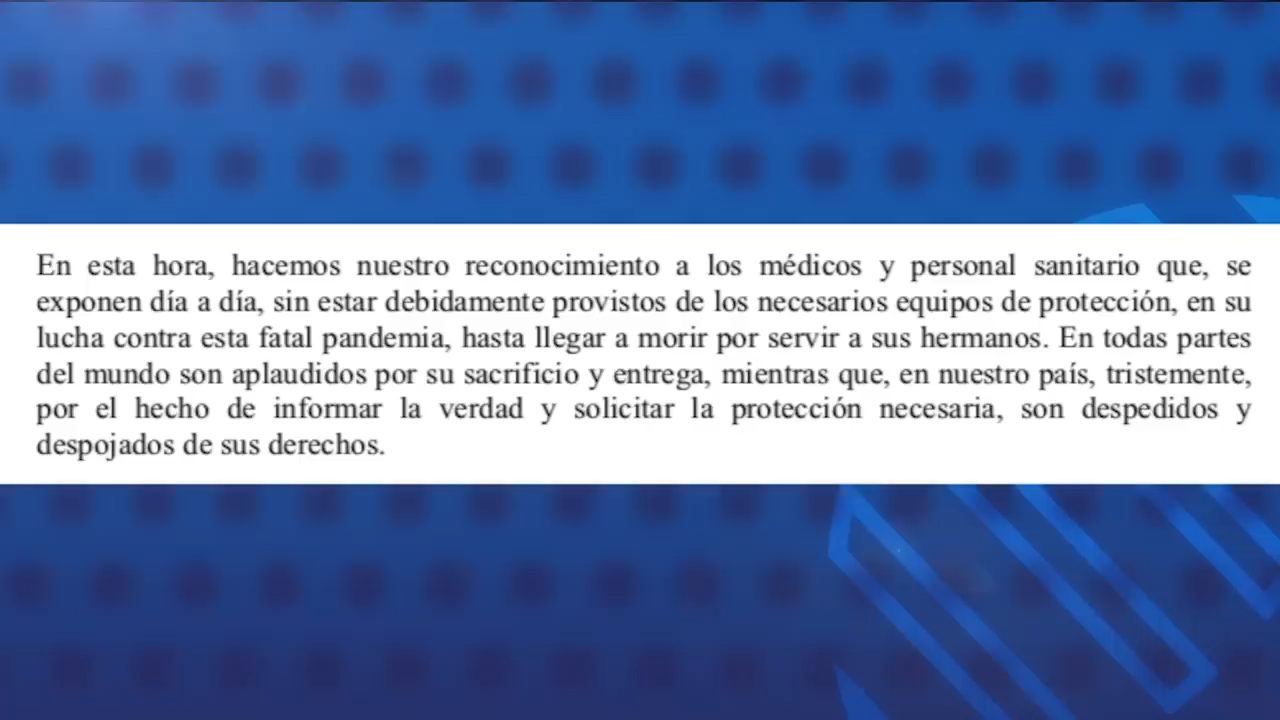 En esta hora, hacemos nuestro reconocimiento a los médicos y personal sanitario que, se
exponen día a día, sin estar debidamente provistos de los necesarios equipos de protección, en su
lucha contra esta fatal pandemia, hasta llegar a morir por servir a sus hermanos. En todas partes
del mundo son aplaudidos por su sacrificio y entrega, mientras que, en nuestro país, tristemente,
por el hecho de informar la verdad y solicitar la protección necesaria, son despedidos y
despojados de sus derechos.